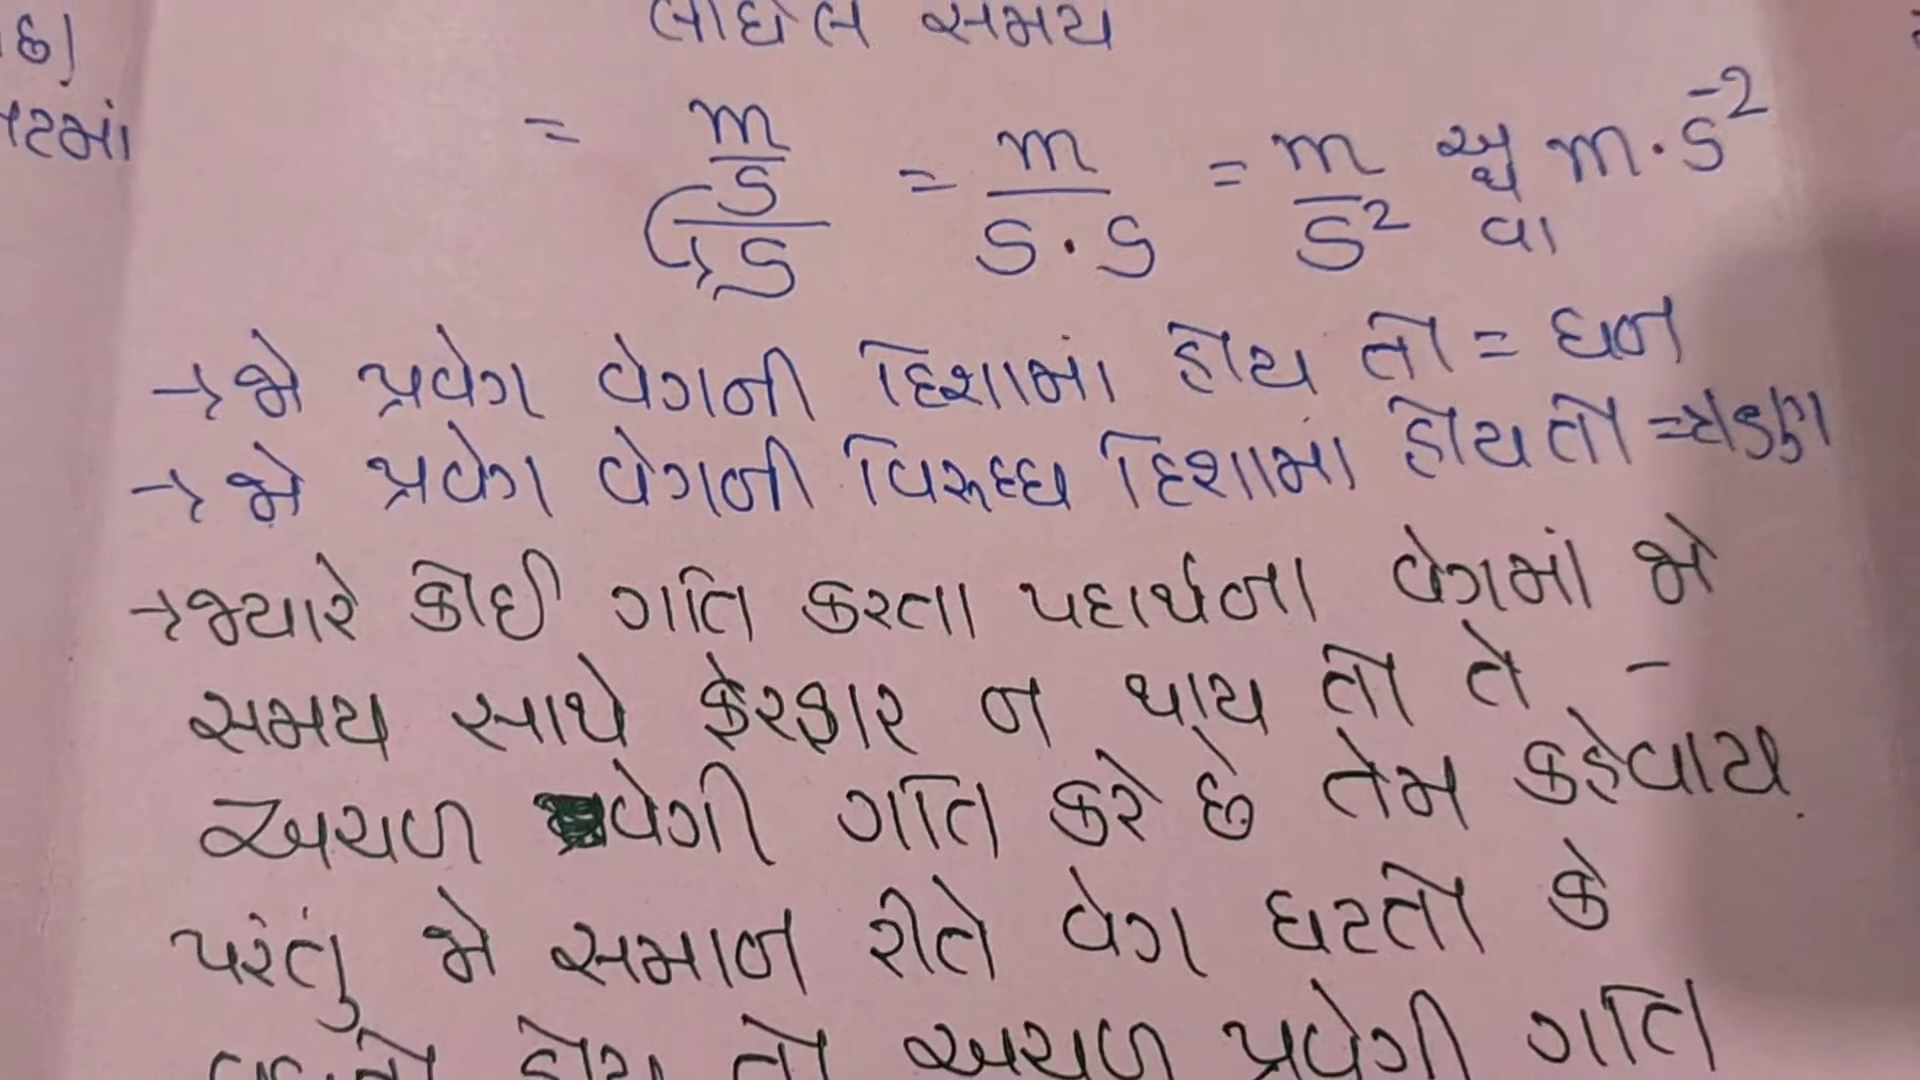 લીધેલ સમય
= m/s / s = m / s · s = m / s² અથવા m · s⁻²
→ જો પ્રવેગ વેગની દિશામાં હોય તો = ધન
→ જો પ્રવેગ વેગની વિરુધ્ધ દિશામાં હોય તો = ઋણ
→ જ્યારે કોઈ ગતિ કરતા પદાર્થના વેગમાં જો
સમય સાથે ફેરફાર ન થાય તો તે –
અચળ વેગી ગતિ કરે છે તેમ કહેવાય.
પરંતુ જો સમાન રીતે વેગ ઘટતો કે
હોય તો અચળ પ્રવેગી ગતિ